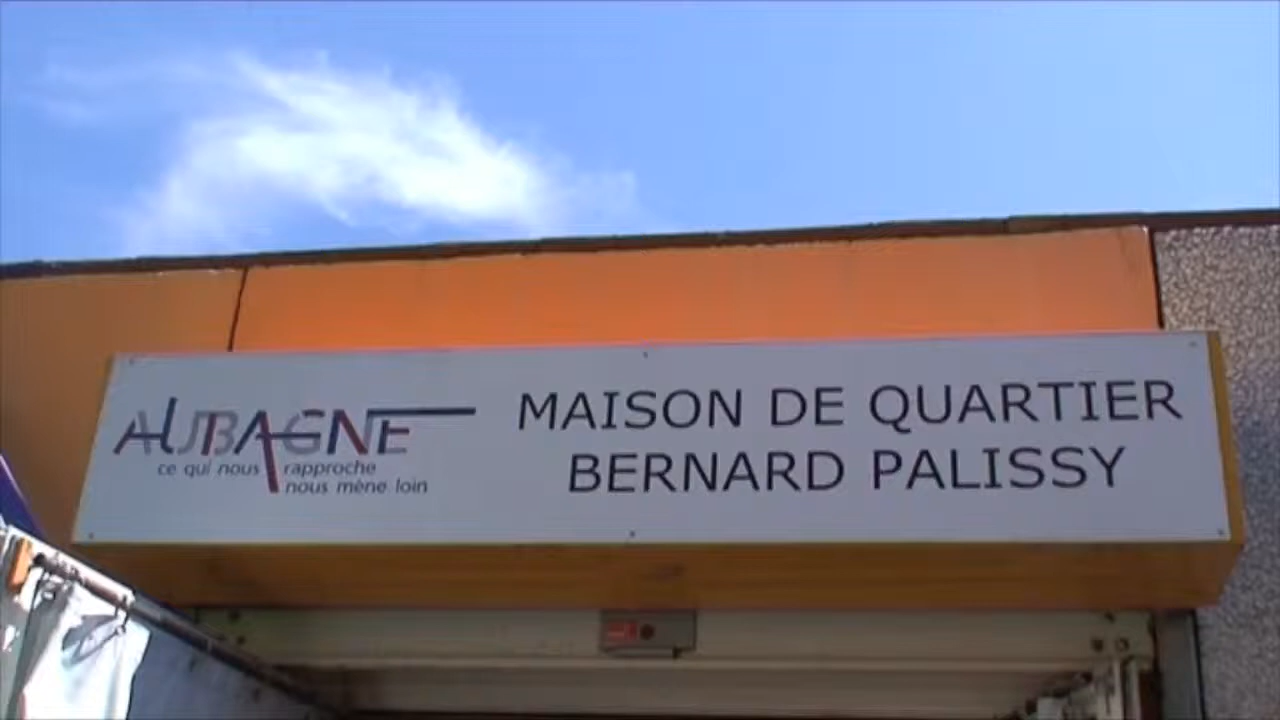 AUBAGNE
ce qui nous rapproche
nous mène loin
MAISON DE QUARTIER
BERNARD PALISSY